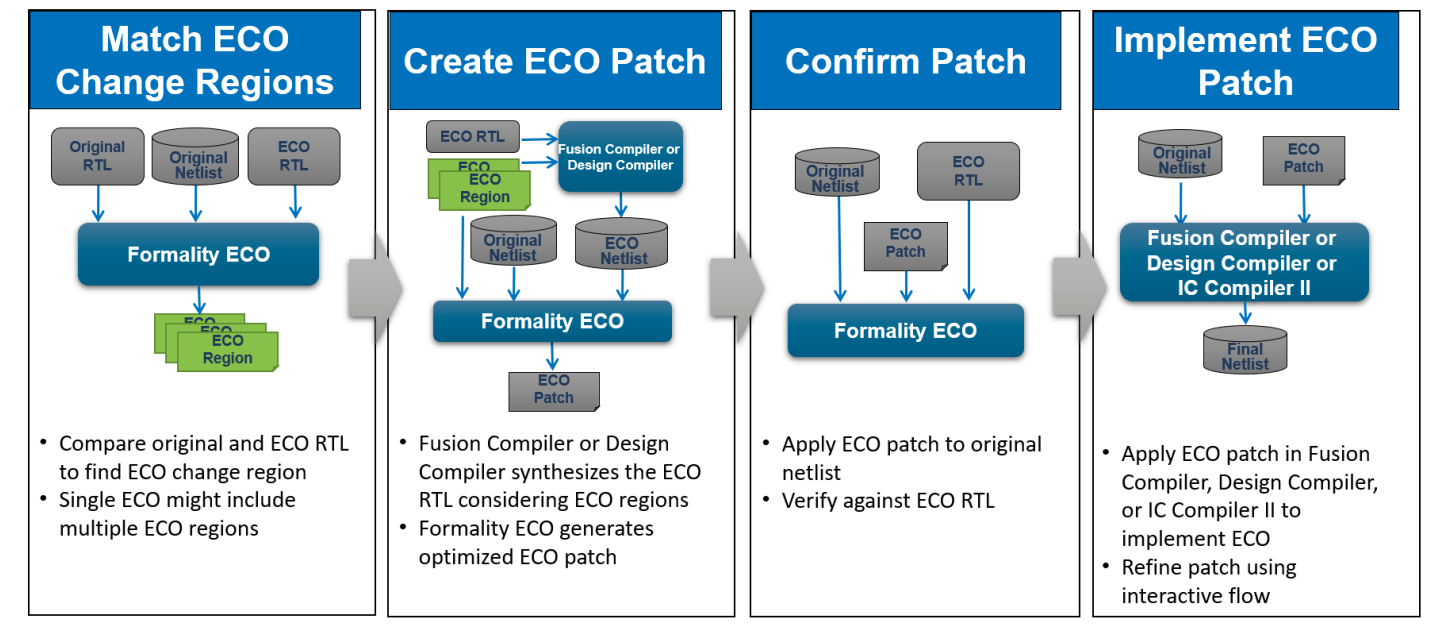 Match ECO
Change Regions
Original
RTL
Original
Netlist
ECO
RTL
Formality ECO
ECO
ECO
ECO
Region
• Compare original and ECO RTL
to find ECO change region
• Single ECO might include
multiple ECO regions
Create ECO Patch
ECO RTL
Fusion Compiler or
Design Compiler
ECO
ECO
Region
Original
Netlist
ECO
Netlist
Formality ECO
ECO
Patch
• Fusion Compiler or Design
Compiler synthesizes the ECO
RTL considering ECO regions
• Formality ECO generates
optimized ECO patch
Confirm Patch
Original
Netlist
ECO
RTL
ECO
Patch
Formality ECO
• Apply ECO patch to original
netlist
• Verify against ECO RTL
Implement ECO
Patch
Original
Netlist
ECO
Patch
Fusion Compiler or
Design Compiler or
IC Compiler II
Final
Netlist
• Apply ECO patch in Fusion
Compiler, Design Compiler,
or IC Compiler II to
implement ECO
• Refine patch using
interactive flow